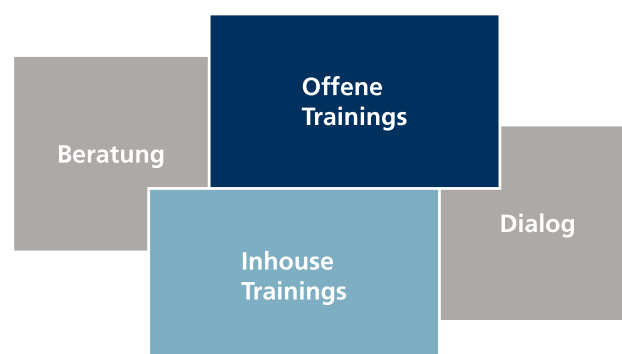 Offene
Trainings
Beratung
Dialog
Inhouse
Trainings